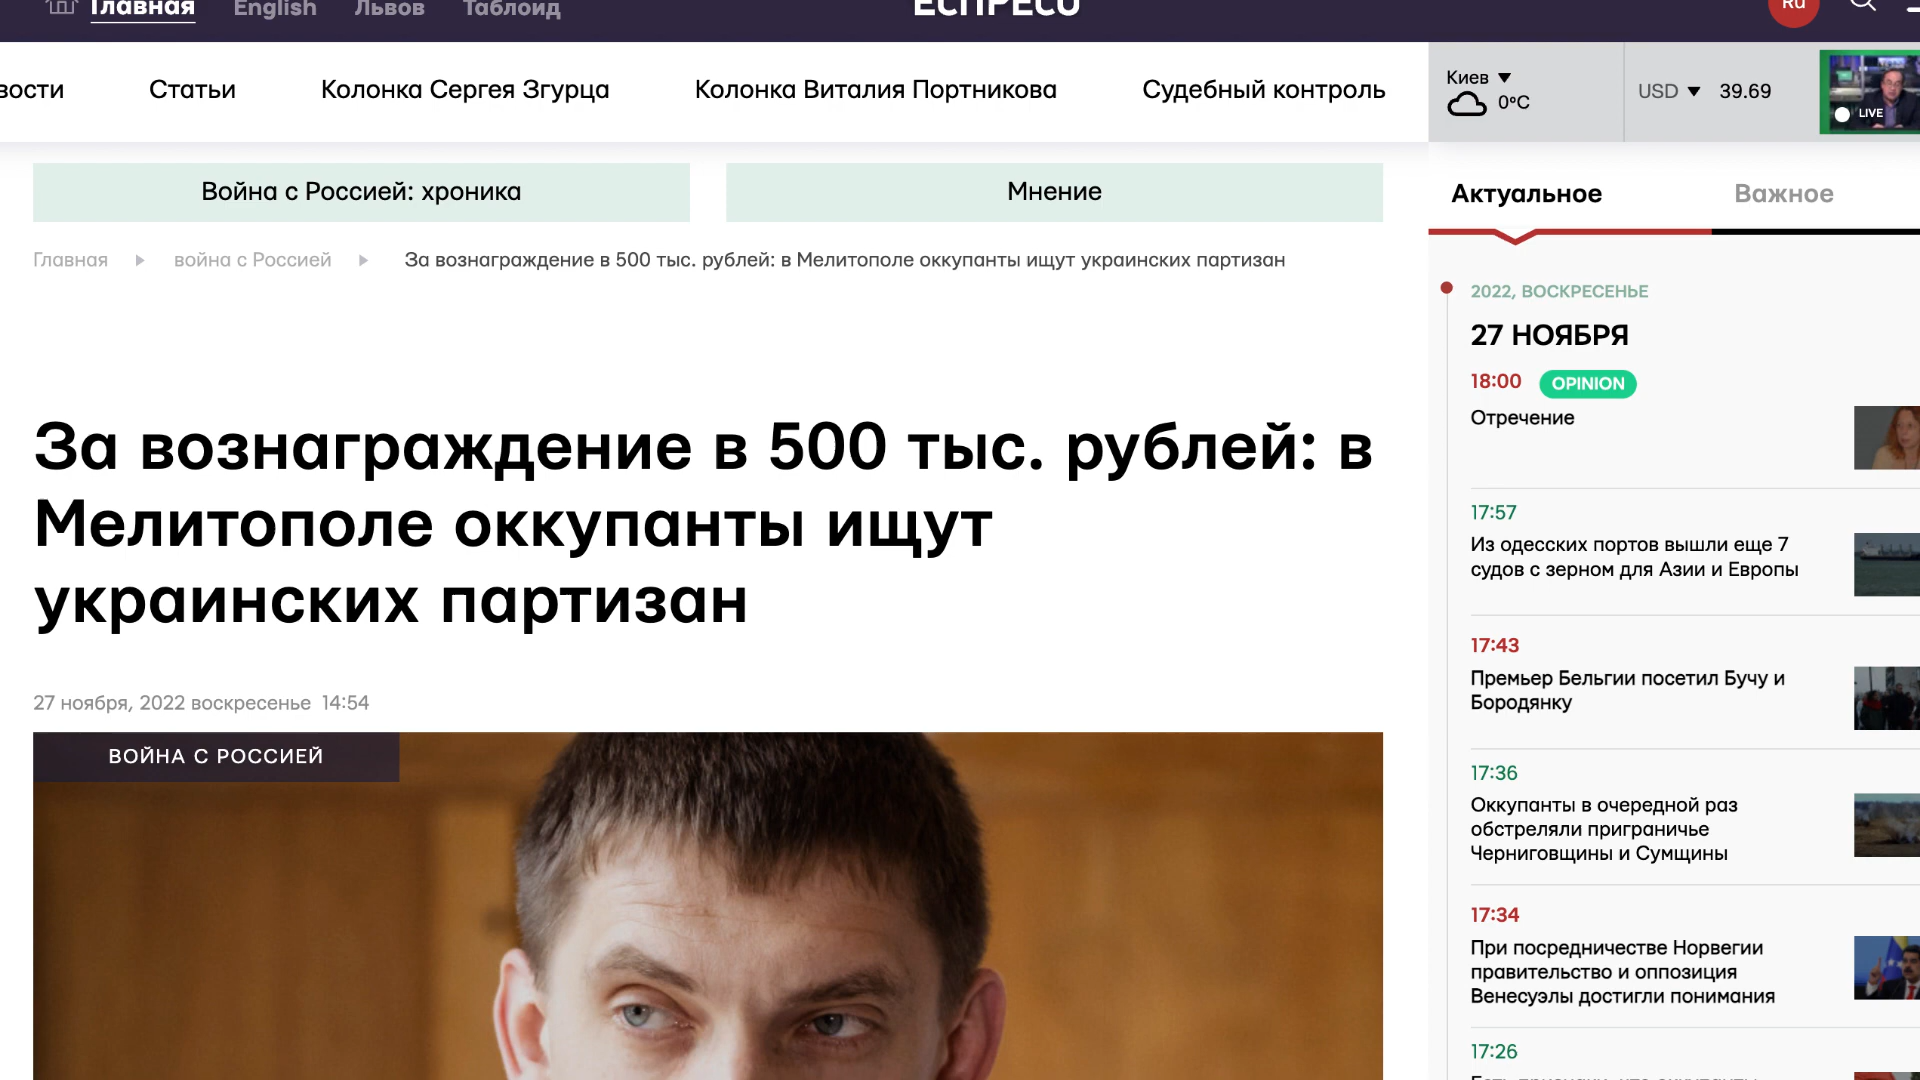 Главная
English
Львов
Таблоид
ЕСПРЕСО
Ru
вости
Статьи
Колонка Сергея Згурца
Колонка Виталия Портникова
Судебный контроль
Киев ▼
0°C
USD ▼ 39.69
LIVE
Война с Россией: хроника
Мнение
Главная
война с Россией
За вознаграждение в 500 тыс. рублей: в Мелитополе оккупанты ищут украинских партизан
За вознаграждение в 500 тыс. рублей: в
Мелитополе оккупанты ищут
украинских партизан
27 ноября, 2022 воскресенье 14:54
ВОЙНА С РОССИЕЙ
Актуальное
Важное
2022, ВОСКРЕСЕНЬЕ
27 НОЯБРЯ
18:00 OPINION
Отречение
17:57
Из одесских портов вышли еще 7
судов с зерном для Азии и Европы
17:43
Премьер Бельгии посетил Бучу и
Бородянку
17:36
Оккупанты в очередной раз
обстреляли приграничье
Черниговщины и Сумщины
17:34
При посредничестве Норвегии
правительство и оппозиция
Венесуэлы достигли понимания
17:26